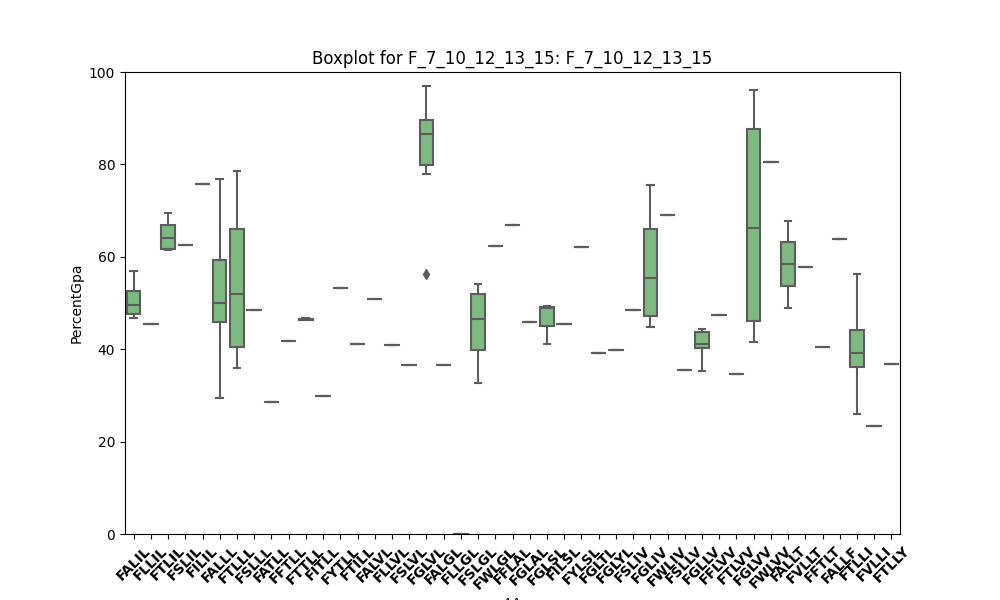 Boxplot for F_7_10_12_13_15: F_7_10_12_13_15
PercentGpa
100
80
60
40
20
0
FALIL FLLIL FTLIL FSLIL FILIL FALLL FTLLL FSLLL FATLL FFTLL FTTLL FITLL FYTLL FTILL FALVL FLLVL FSLVL FGLVL FALGL FLLGL FSLGL FWLGL FTLAL FGLAL FGLSL FYLSL FGLTL FGLYL FSLIV FGLIV FWLIV FSLLV FGLLV FFLVV FTLVV FGLVV FWLVV FALLT FVLLT FFTLT FALLF FTLLI FVLLI FTLLY